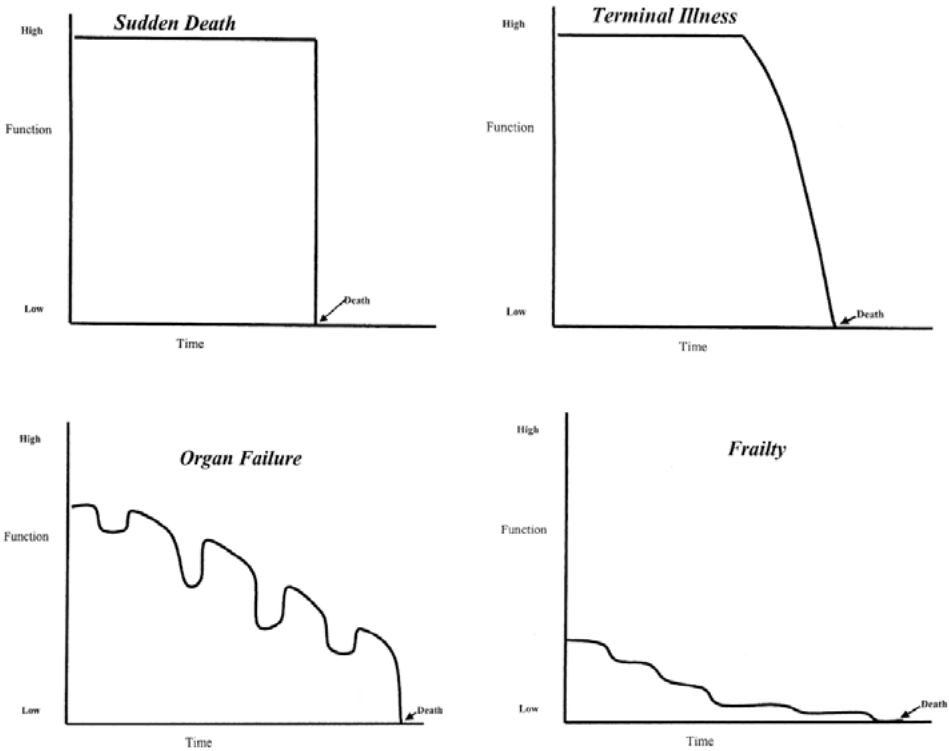 Sudden Death
High
Function
Low
Death
Time
Terminal Illness
High
Function
Low
Death
Time
Organ Failure
High
Function
Low
Death
Time
Frailty
High
Function
Low
Death
Time